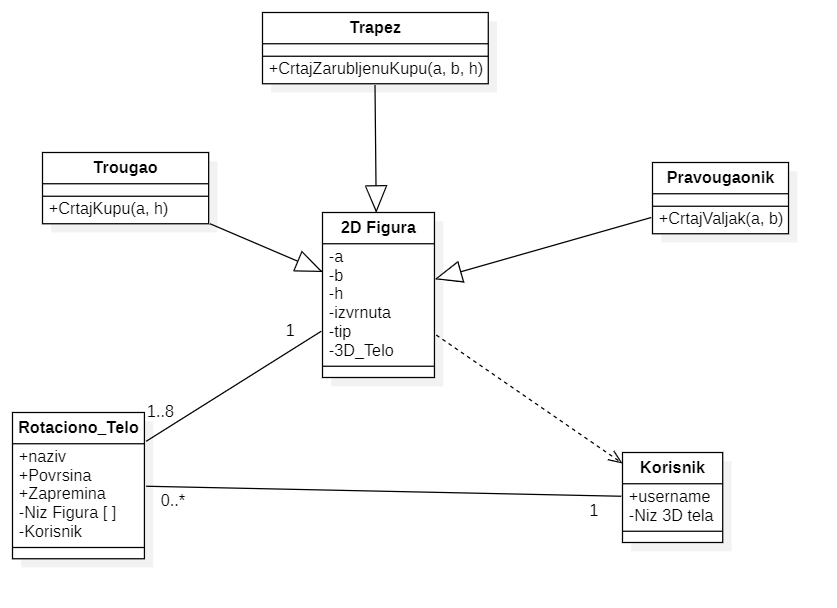 Trapez
+CrtajZarubljenuKupu(a, b, h)
Trougao
+CrtajKupu(a, h)
Pravougaonik
+CrtajValjak(a, b)
2D Figura
-a
-b
-h
-izvrnuta
-tip
-3D_Telo
1
1..8
Rotaciono_Telo
+naziv
+Povrsina
+Zapremina
-Niz Figura [ ]
-Korisnik
0..*
1
Korisnik
+username
-Niz 3D tela